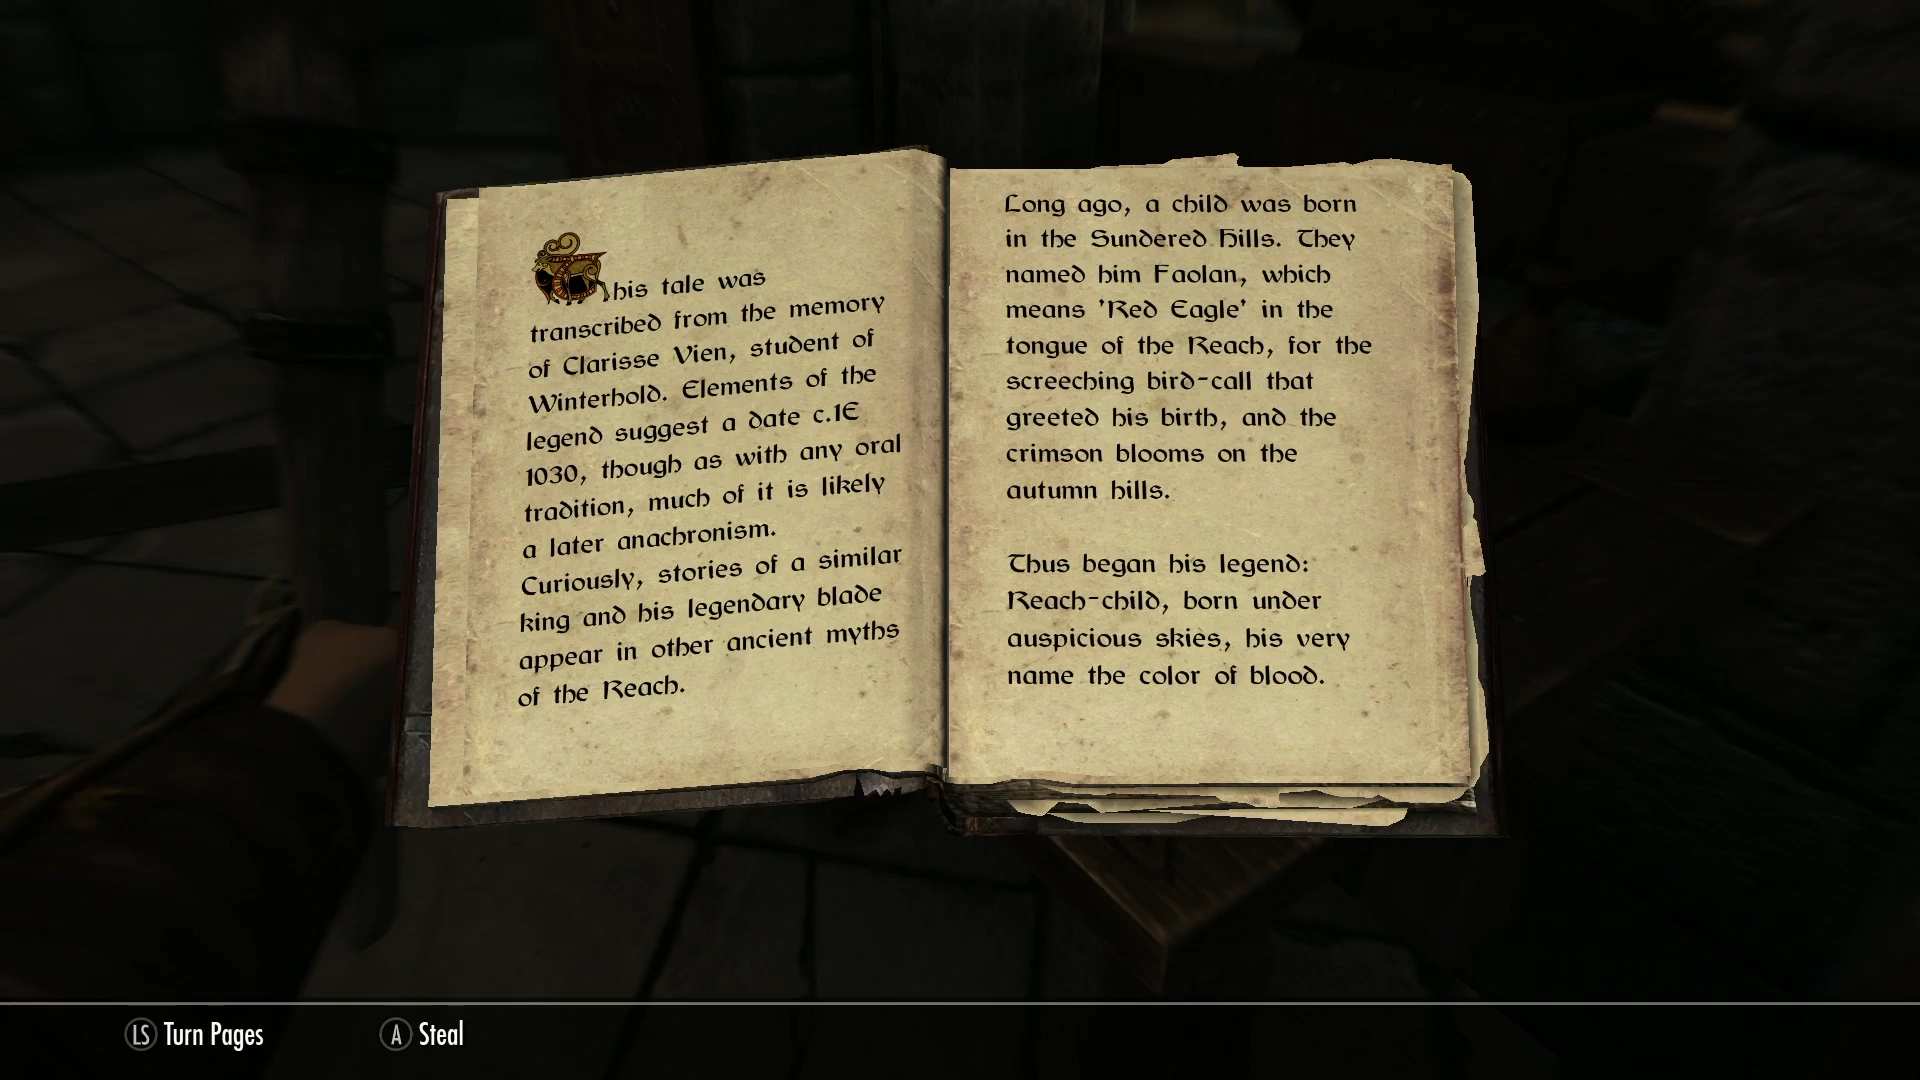 This tale was
transcribed from the memory
of Clarisse Vien, student of
Winterhold. Elements of the
legend suggest a date c.1E
1030, though as with any oral
tradition, much of it is likely
a later anachronism.
Curiously, stories of a similar
king and his legendary blade
appear in other ancient myths
of the Reach.
Long ago, a child was born
in the Sundered Hills. They
named him Faolan, which
means 'Red Eagle' in the
tongue of the Reach, for the
screeching bird-call that
greeted his birth, and the
crimson blooms on the
autumn hills.
Thus began his legend:
Reach-child, born under
auspicious skies, his very
name the color of blood.
LS Turn Pages
A Steal